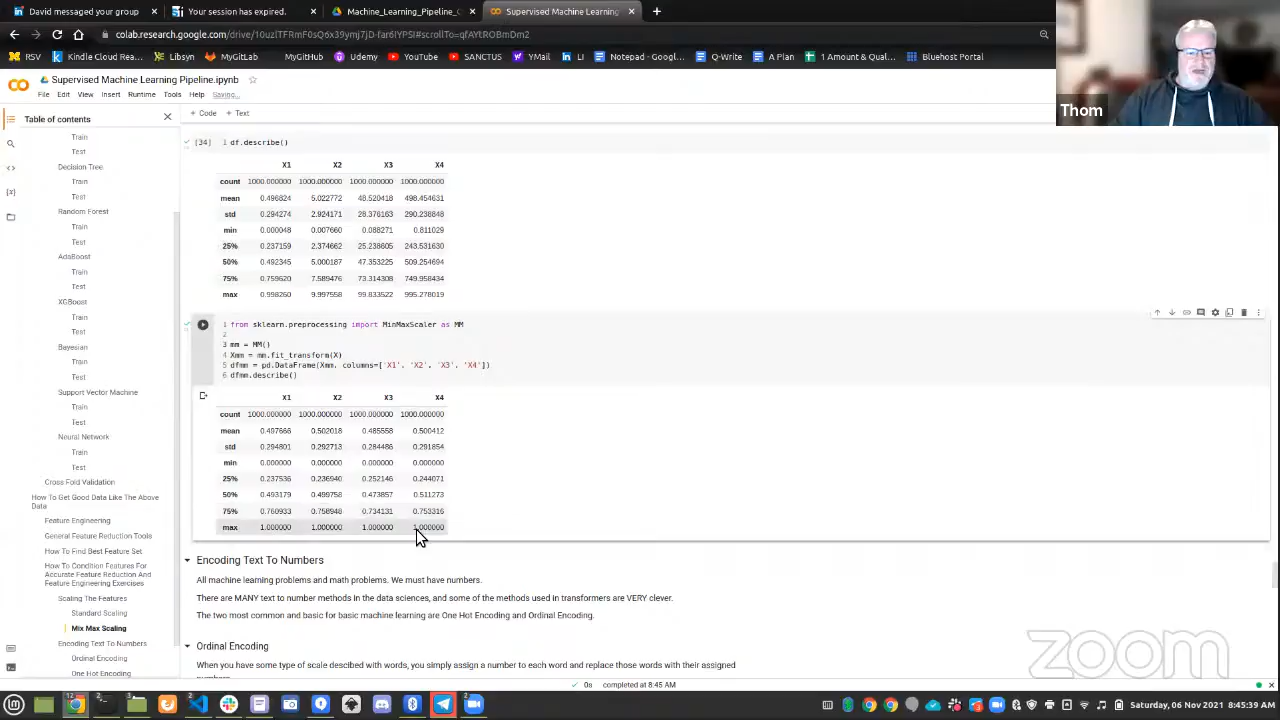 David messaged your group
Your session has expired.
Machine_Learning_Pipeline_C
Supervised Machine Learning
colab.research.google.com/drive/10uzlTFRmF0sQ6x39ymj7jD-far6IYPSI#scrollTo=qfAYtROBmDm2
RSV
Kindle Cloud Rea...
Libsyn
MyGitLab
MyGitHub
Udemy
YouTube
SANCTUS
YMail
LI
Notepad - Googl...
Q-Write
A Plan
1 Amount & Qual...
Bluehost Portal
Thom
Supervised Machine Learning Pipeline.ipynb
File Edit View Insert Runtime Tools Help Saving...
Table of contents
+ Code + Text
Train
Test
Decision Tree
Train
Test
Random Forest
Train
Test
AdaBoost
Train
Test
XGBoost
Train
Test
Bayesian
Train
Test
Support Vector Machine
Train
Test
Neural Network
Train
Test
Cross Fold Validation
How To Get Good Data Like The Above
Data
Feature Engineering
General Feature Reduction Tools
How To Find Best Feature Set
How To Condition Features For
Accurate Feature Reduction And
Feature Engineering Exercises
Scaling The Features
Standard Scaling
Mix Max Scaling
Encoding Text To Numbers
Ordinal Encoding
One Hot Encoding
[34] 1 df.describe()
X1 X2 X3 X4
count 1000.000000 1000.000000 1000.000000 1000.000000
mean 0.496824 5.022772 48.520418 498.454631
std 0.294274 2.924171 28.376163 290.238848
min 0.000048 0.007660 0.088271 0.811029
25% 0.237159 2.374662 25.238605 243.531630
50% 0.492345 5.000187 47.353225 509.254694
75% 0.759620 7.589476 73.314308 749.958434
max 0.998260 9.997558 99.833522 995.278019
1 from sklearn.preprocessing import MinMaxScaler as MM
2
3 mm = MM()
4 Xmm = mm.fit_transform(X)
5 dfmm = pd.DataFrame(Xmm, columns=['X1', 'X2', 'X3', 'X4'])
6 dfmm.describe()
X1 X2 X3 X4
count 1000.000000 1000.000000 1000.000000 1000.000000
mean 0.497666 0.502018 0.485558 0.500412
std 0.294801 0.292713 0.284486 0.291854
min 0.000000 0.000000 0.000000 0.000000
25% 0.237536 0.236940 0.252146 0.244071
50% 0.493179 0.499758 0.473857 0.511273
75% 0.760933 0.758948 0.734131 0.753316
max 1.000000 1.000000 1.000000 1.000000
Encoding Text To Numbers
All machine learning problems and math problems. We must have numbers.
There are MANY text to number methods in the data sciences, and some of the methods used in transformers are VERY clever.
The two most common and basic for basic machine learning are One Hot Encoding and Ordinal Encoding.
Ordinal Encoding
When you have some type of scale descibed with words, you simply assign a number to each word and replace those words with their assigned
zoom
0s completed at 8:45 AM
Saturday, 06 Nov 2021 8:45:39 AM